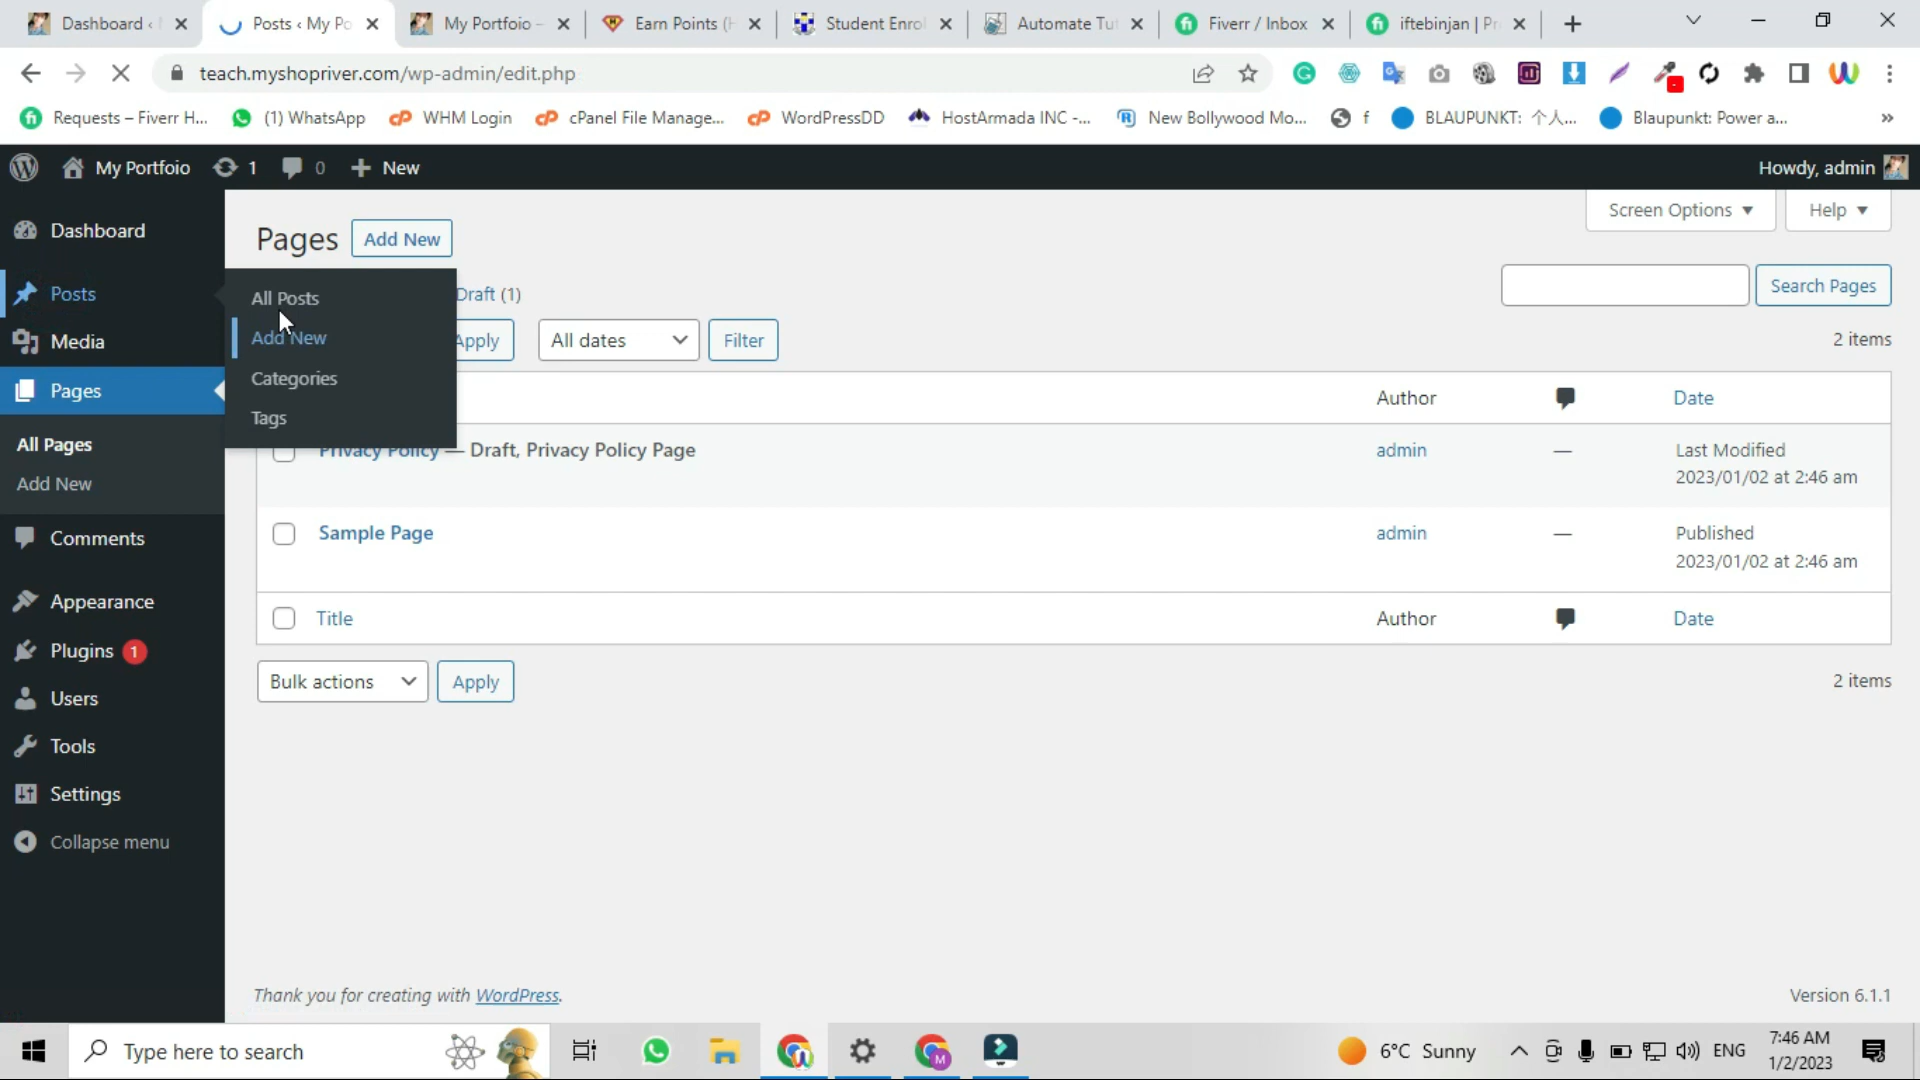 Dashboard ‹
Posts ‹ My Po
My Portfoio –
Earn Points (H
Student Enrol
Automate Tut
Fiverr / Inbox
iftebinjan | Pr
teach.myshopriver.com/wp-admin/edit.php
Requests – Fiverr H...
(1) WhatsApp
WHM Login
cPanel File Manage...
WordPressDD
HostArmada INC -...
New Bollywood Mo...
f
BLAUPUNKT: 个人...
Blaupunkt: Power a...
»
My Portfoio
1
0
New
Howdy, admin
Dashboard
Posts
Media
Pages
All Pages
Add New
Comments
Appearance
Plugins 1
Users
Tools
Settings
Collapse menu
All Posts
Add New
Categories
Tags
Pages
Add New
Screen Options
Help
Draft (1)
Search Pages
Apply
All dates
Filter
2 items
Author
Date
Privacy Policy — Draft, Privacy Policy Page
admin
—
Last Modified
2023/01/02 at 2:46 am
Sample Page
admin
—
Published
2023/01/02 at 2:46 am
Title
Author
Date
Bulk actions
Apply
2 items
Thank you for creating with WordPress.
Version 6.1.1
Type here to search
6°C Sunny
ENG
7:46 AM
1/2/2023